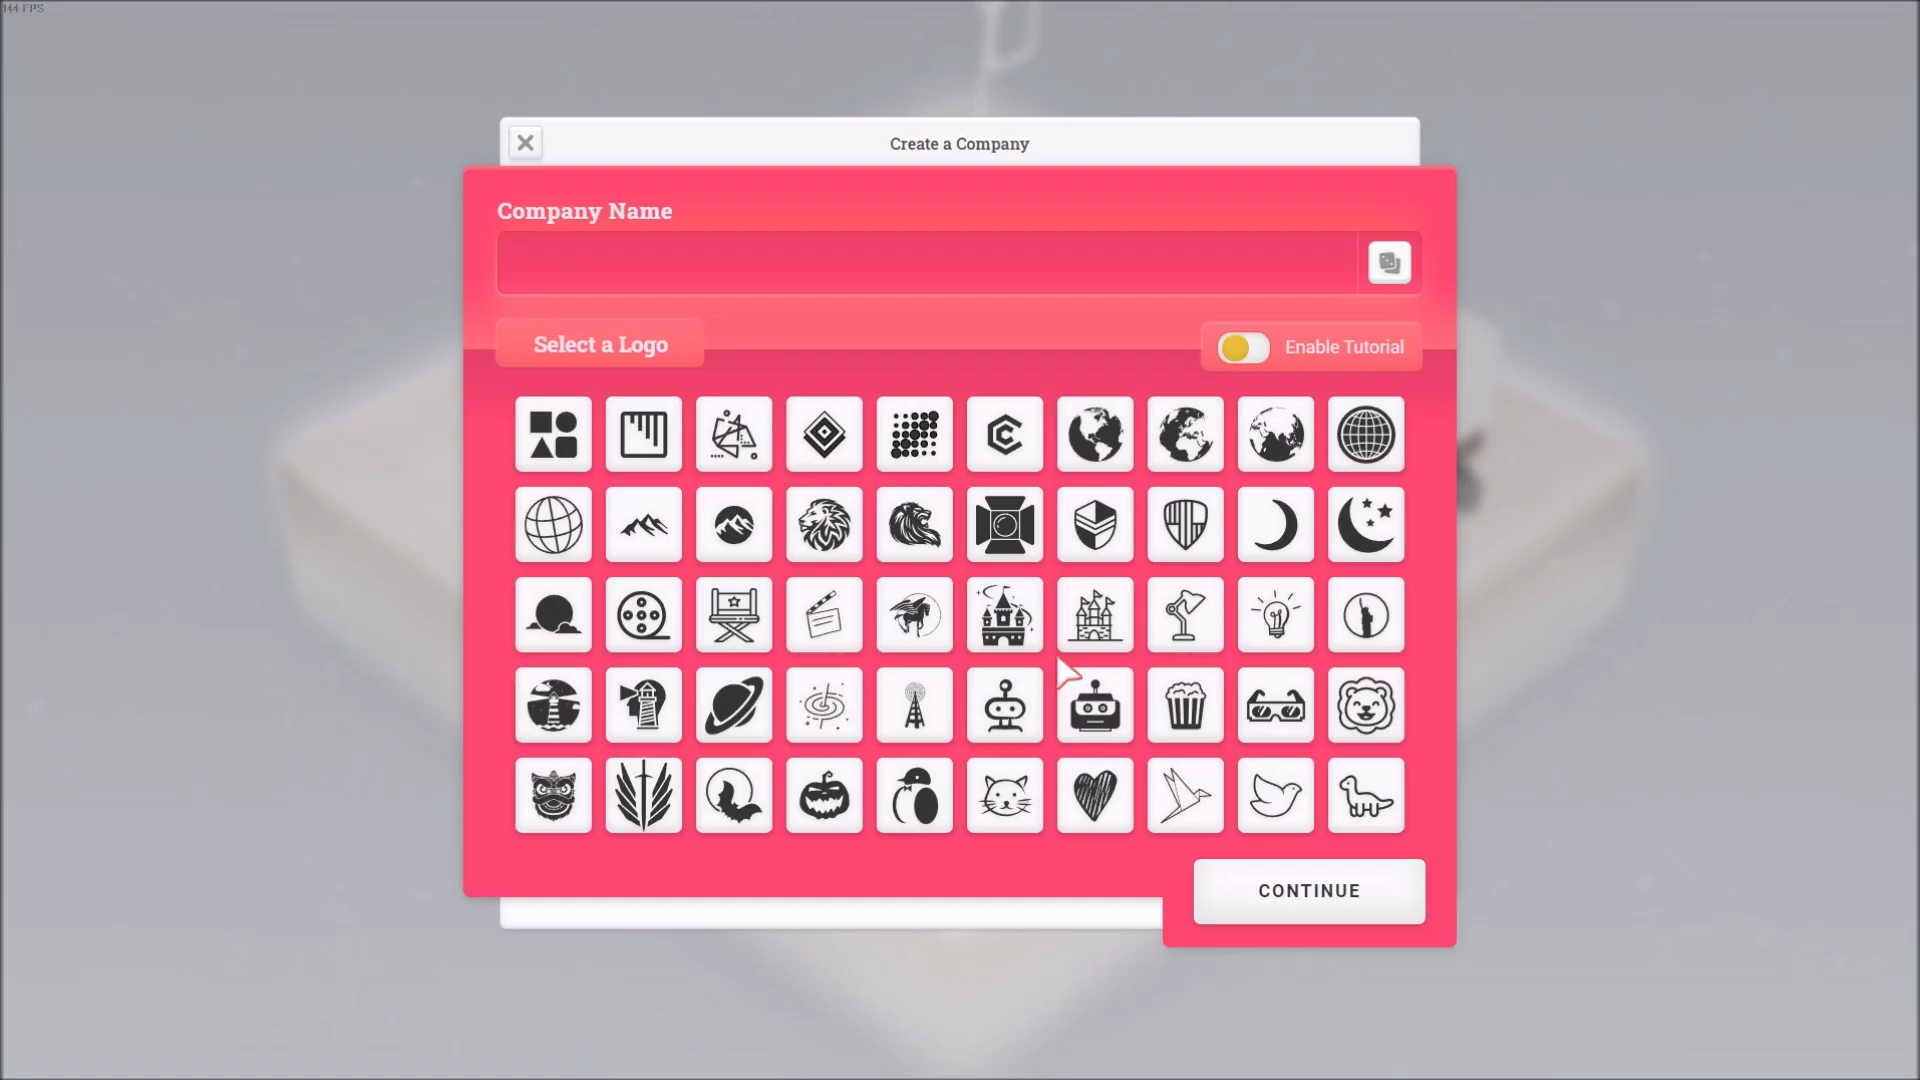 144 FPS
Create a Company
Company Name
Select a Logo
Enable Tutorial
CONTINUE